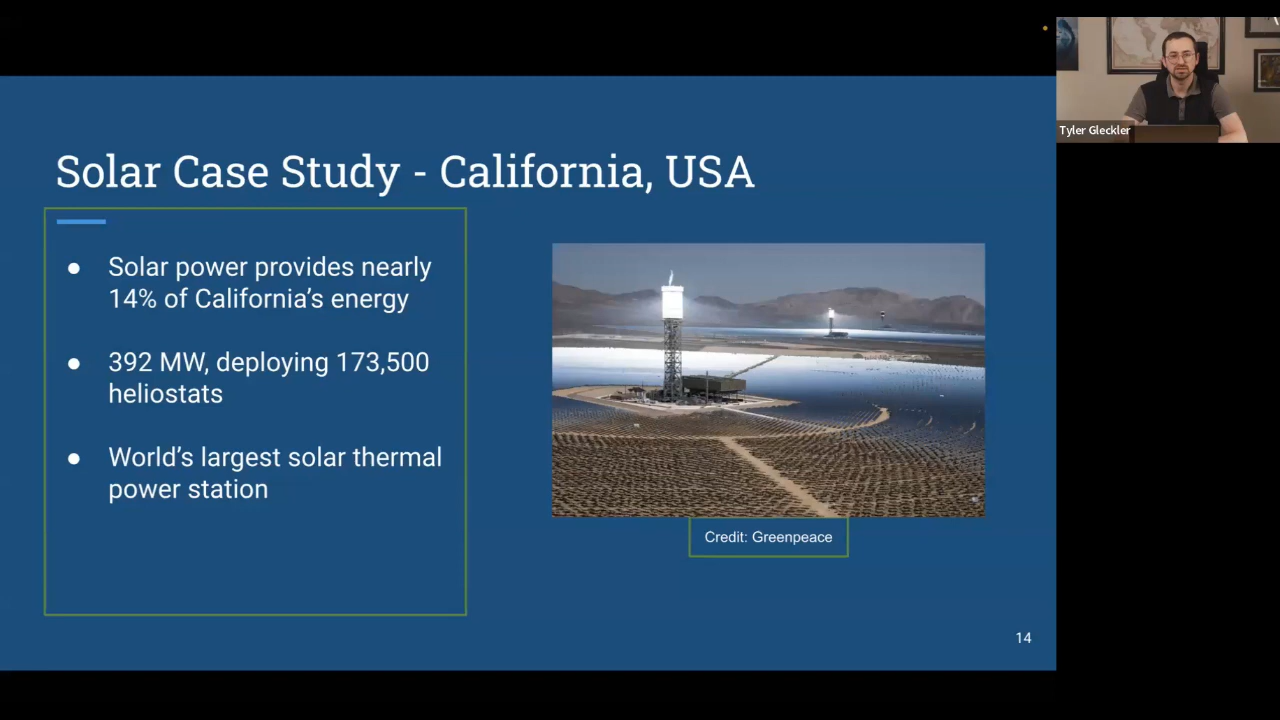 Solar Case Study - California, USA
● Solar power provides nearly
14% of California’s energy
● 392 MW, deploying 173,500
heliostats
● World’s largest solar thermal
power station
Credit: Greenpeace
14
Tyler Gleckler